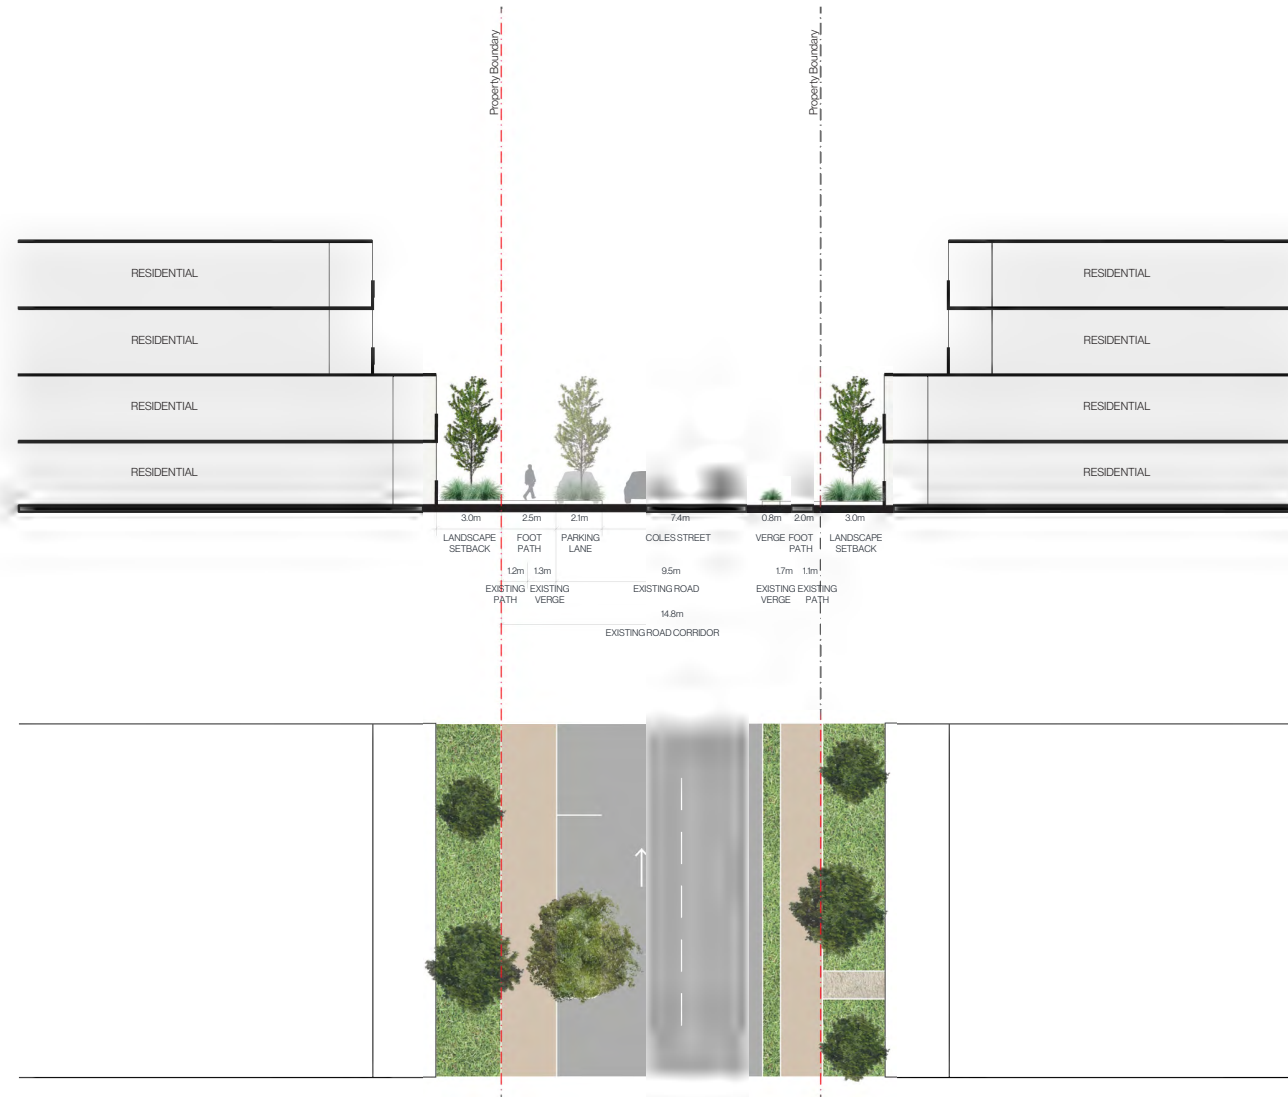 Property Boundary
Property Boundary
RESIDENTIAL
RESIDENTIAL
RESIDENTIAL
RESIDENTIAL
RESIDENTIAL
RESIDENTIAL
RESIDENTIAL
RESIDENTIAL
3.0m 2.5m 2.1m 7.4m 0.8m 2.0m 3.0m
LANDSCAPE FOOT PARKING COLES STREET VERGE FOOT LANDSCAPE
SETBACK PATH LANE PATH SETBACK
1.2m 1.3m 9.5m 1.7m 1.1m
EXISTING EXISTING EXISTING ROAD EXISTING EXISTING
PATH VERGE VERGE PATH
14.8m
EXISTING ROAD CORRIDOR